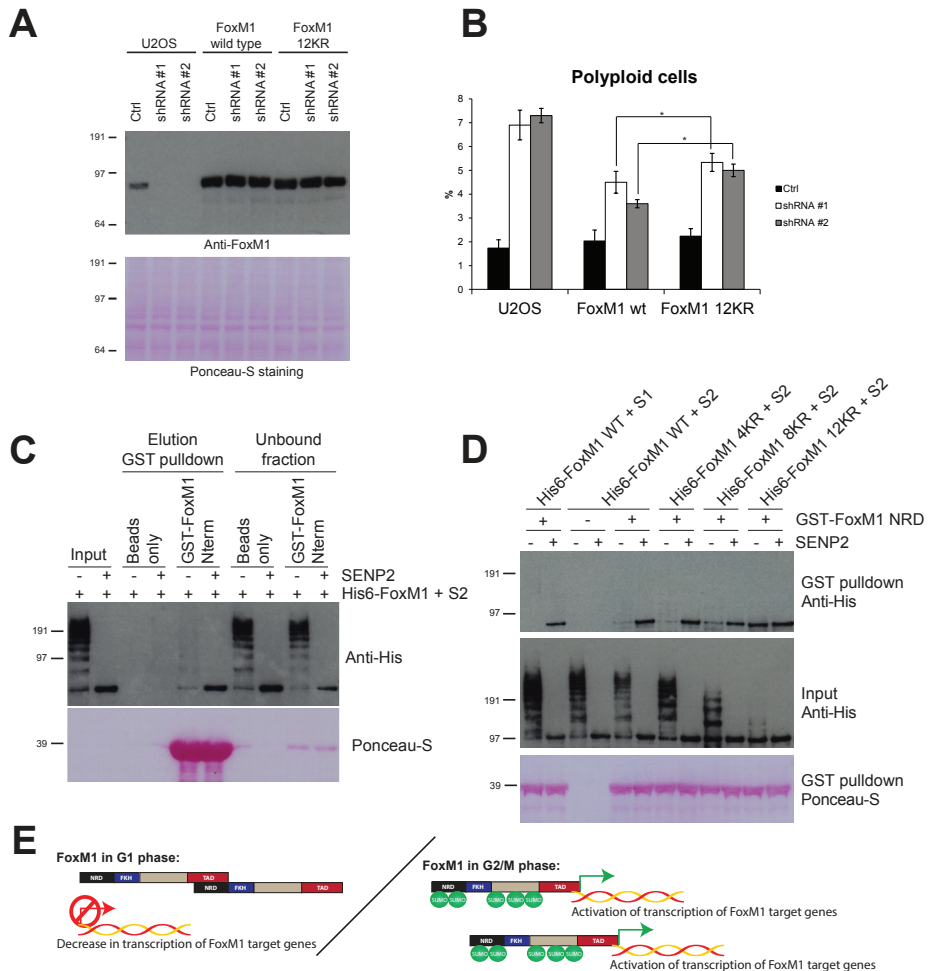 A
U2OS
FoxM1
wild type
FoxM1
12KR
Ctrl
shRNA #1
shRNA #2
Ctrl
shRNA #1
shRNA #2
Ctrl
shRNA #1
shRNA #2
191
97
64
Anti-FoxM1
191
97
64
Ponceau-S staining
B
Polyploid cells
8
7
6
5
4
3
2
1
0
%
*
*
U2OS
FoxM1 wt
FoxM1 12KR
Ctrl
shRNA #1
shRNA #2
C
Elution
GST pulldown
Unbound
fraction
Input
Beads
only
GST-FoxM1
Nterm
Beads
only
GST-FoxM1
Nterm
- + - + - + - + - + SENP2
+ + + + + + + + + + His6-FoxM1 + S2
191
97
Anti-His
39
Ponceau-S
D
His6-FoxM1 WT + S1
His6-FoxM1 WT + S2
His6-FoxM1 4KR + S2
His6-FoxM1 8KR + S2
His6-FoxM1 12KR + S2
+ - + + + + GST-FoxM1 NRD
- + - + - + - + - + - + SENP2
191
97
GST pulldown
Anti-His
191
97
Input
Anti-His
39
GST pulldown
Ponceau-S
E
FoxM1 in G1 phase:
NRD FKH TAD
NRD FKH TAD
Decrease in transcription of FoxM1 target genes
FoxM1 in G2/M phase:
NRD FKH TAD
SUMO SUMO SUMO SUMO SUMO
Activation of transcription of FoxM1 target genes
NRD FKH TAD
SUMO SUMO SUMO SUMO SUMO
Activation of transcription of FoxM1 target genes